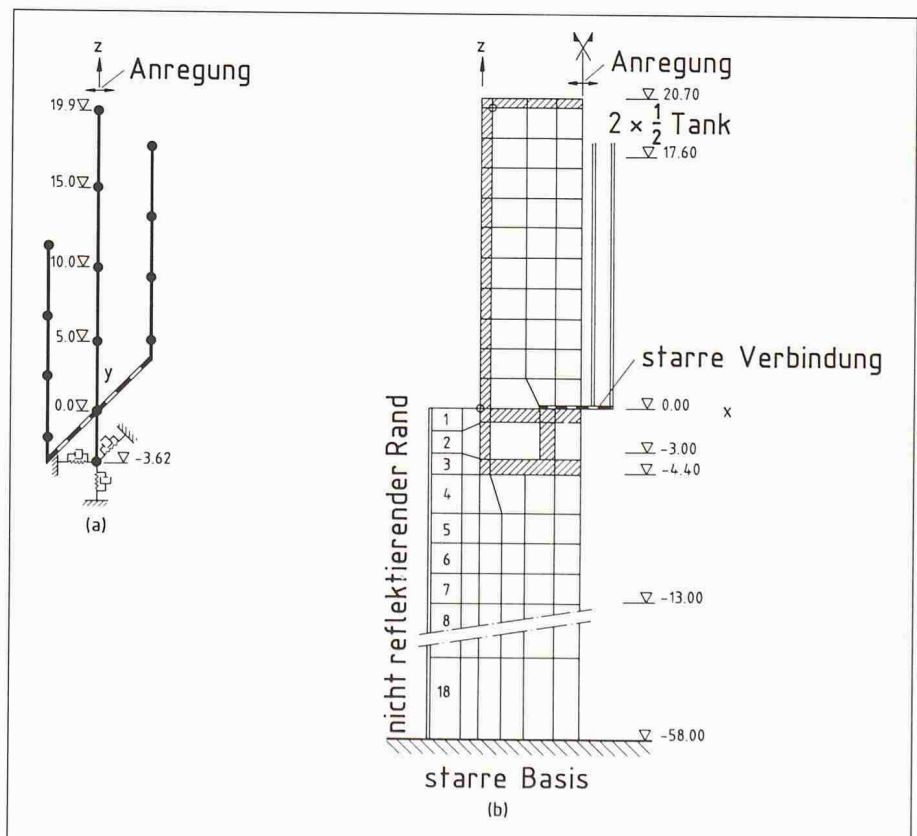 z
Anregung
19.9
15.0
10.0
5.0
y
0.0
-3.62
(a)
z
Anregung
20.70
2 × 1/2 Tank
17.60
starre Verbindung
0.00
x
-3.00
-4.40
-13.00
-58.00
1
2
3
4
5
6
7
8
18
nicht reflektierender Rand
starre Basis
(b)